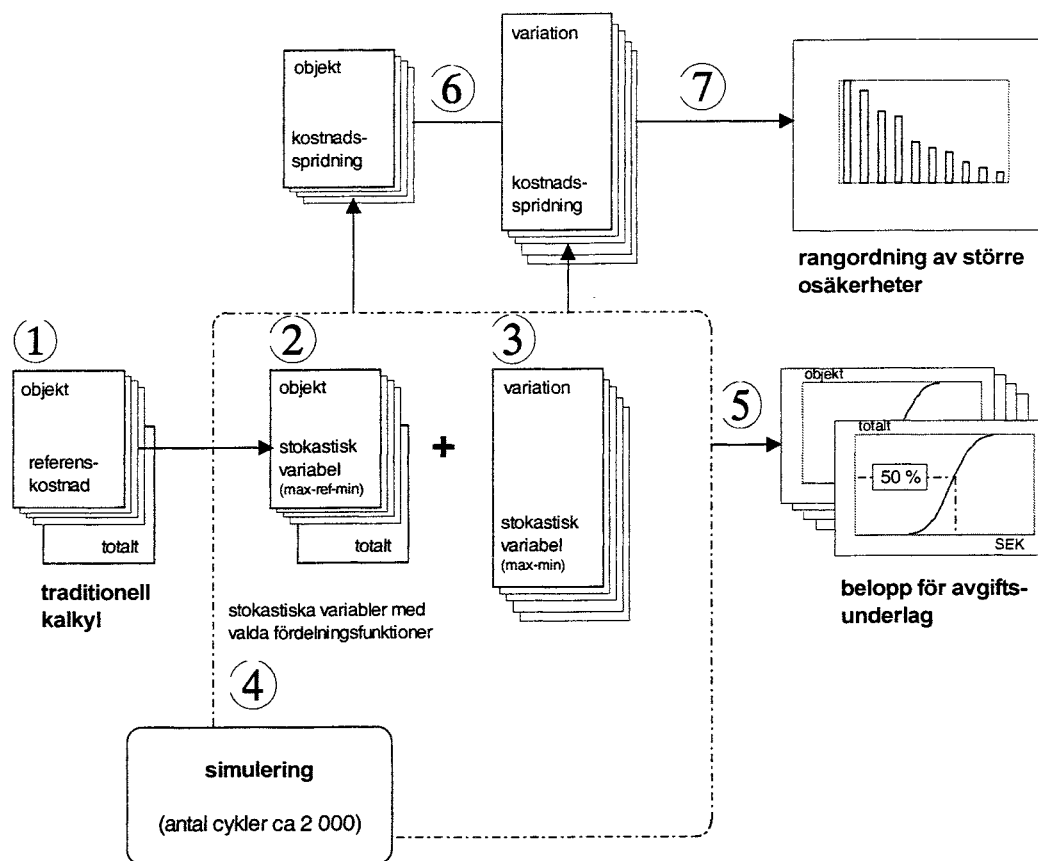 variation
objekt
6
7
kostnads-
spridning
kostnads-
spridning
rangordning av större
osäkerheter
1
2
3
objekt
objekt
variation
5
objekt
totalt
referens-
kostnad
stokastisk
variabel
(max-ref-min)
+
50 %
stokastisk
variabel
(max-min)
SEK
totalt
totalt
traditionell
kalkyl
belopp för avgifts-
underlag
stokastiska variabler med
valda fördelningsfunktioner
4
simulering
(antal cykler ca 2 000)